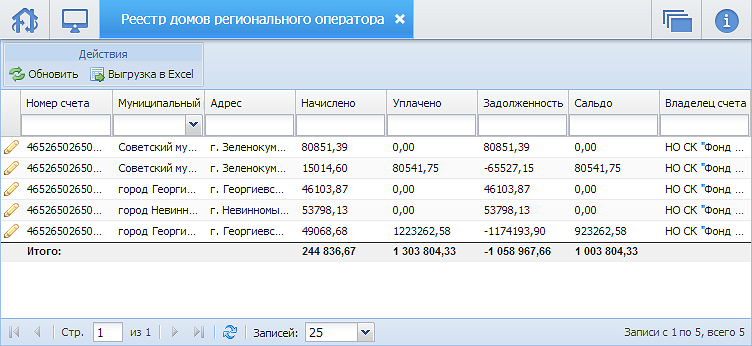 Реестр домов регионального оператора
Действия
Обновить Выгрузка в Excel
Номер счета Муниципальный Адрес Начислено Уплачено Задолженность Сальдо Владелец счета
46526502650... Советский му... г. Зеленокум... 80851,39 0,00 80851,39 0,00 НО СК "Фонд ...
46526502650... Советский му... г. Зеленокум... 15014,60 80541,75 -65527,15 80541,75 НО СК "Фонд ...
46526502650... город Георги... г. Георгиевс... 46103,87 0,00 46103,87 0,00 НО СК "Фонд ...
46526502650... город Невинн... г. Невинномы... 53798,13 0,00 53798,13 0,00 НО СК "Фонд ...
46526502650... город Георги... г. Георгиевс... 49068,68 1223262,58 -1174193,90 923262,58 НО СК "Фонд ...
Итого: 244 836,67 1 303 804,33 -1 058 967,66 1 003 804,33
Стр. 1 из 1 Записей: 25 Записи с 1 по 5, всего 5